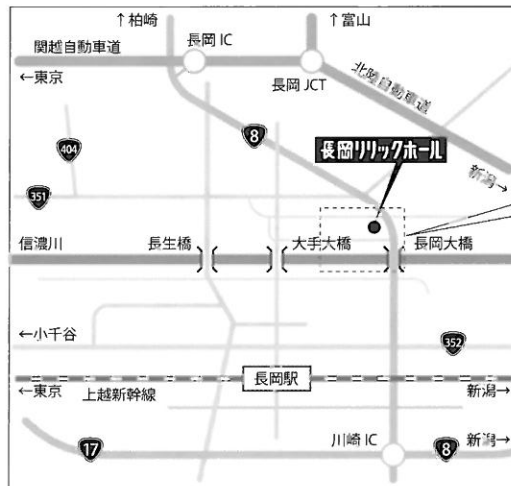 ↑柏崎
↑富山
関越自動車道
長岡 IC
←東京
長岡 JCT
北陸自動車道
404
8
長岡リリックホール
351
新潟→
信濃川
長生橋
大手大橋
長岡大橋
←小千谷
352
長岡駅
←東京
上越新幹線
新潟→
17
川崎 IC
8
新潟→